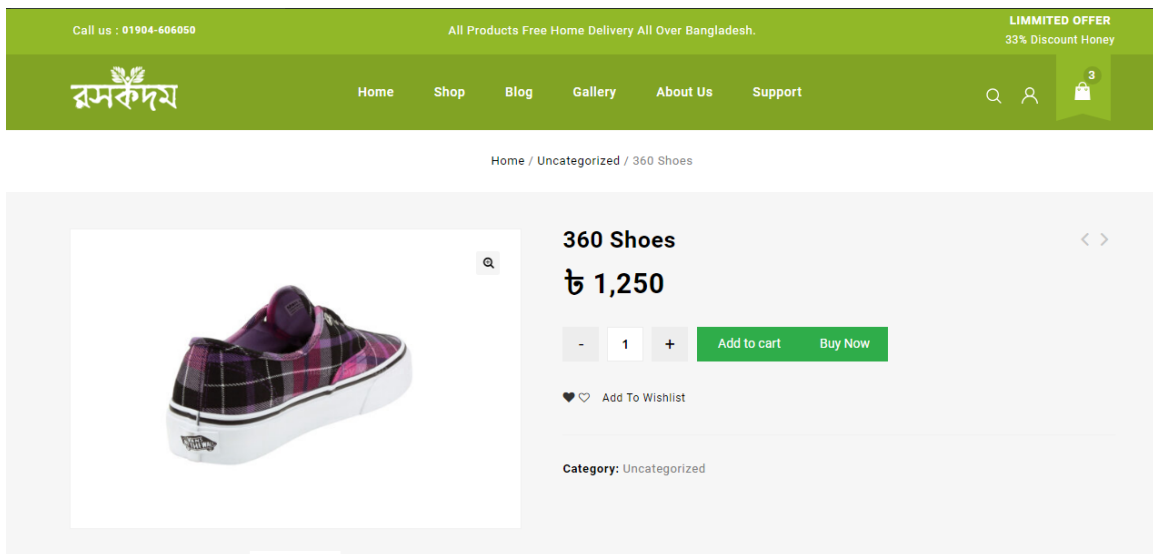 Call us : 01904-606050
All Products Free Home Delivery All Over Bangladesh.
LIMMITED OFFER
33% Discount Honey
রসকদম
Home Shop Blog Gallery About Us Support
3
Home / Uncategorized / 360 Shoes
360 Shoes
৳ 1,250
- 1 + Add to cart Buy Now
Add To Wishlist
Category: Uncategorized